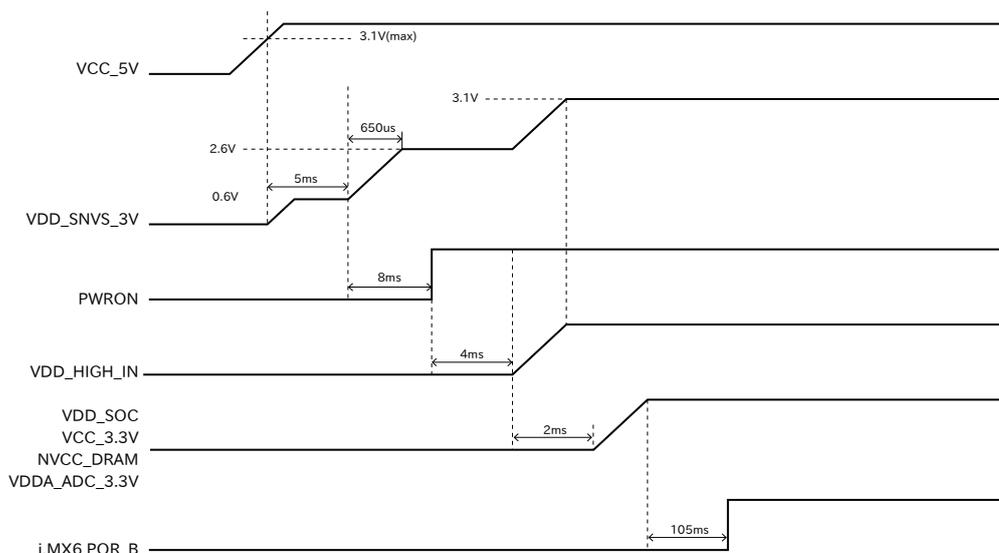 3.1V(max)
VCC_5V
3.1V
650us
2.6V
5ms
0.6V
VDD_SNVS_3V
8ms
PWRON
4ms
VDD_HIGH_IN
VDD_SOC
VCC_3.3V
2ms
NVCC_DRAM
VDDA_ADC_3.3V
105ms
i.MX6 POR_B